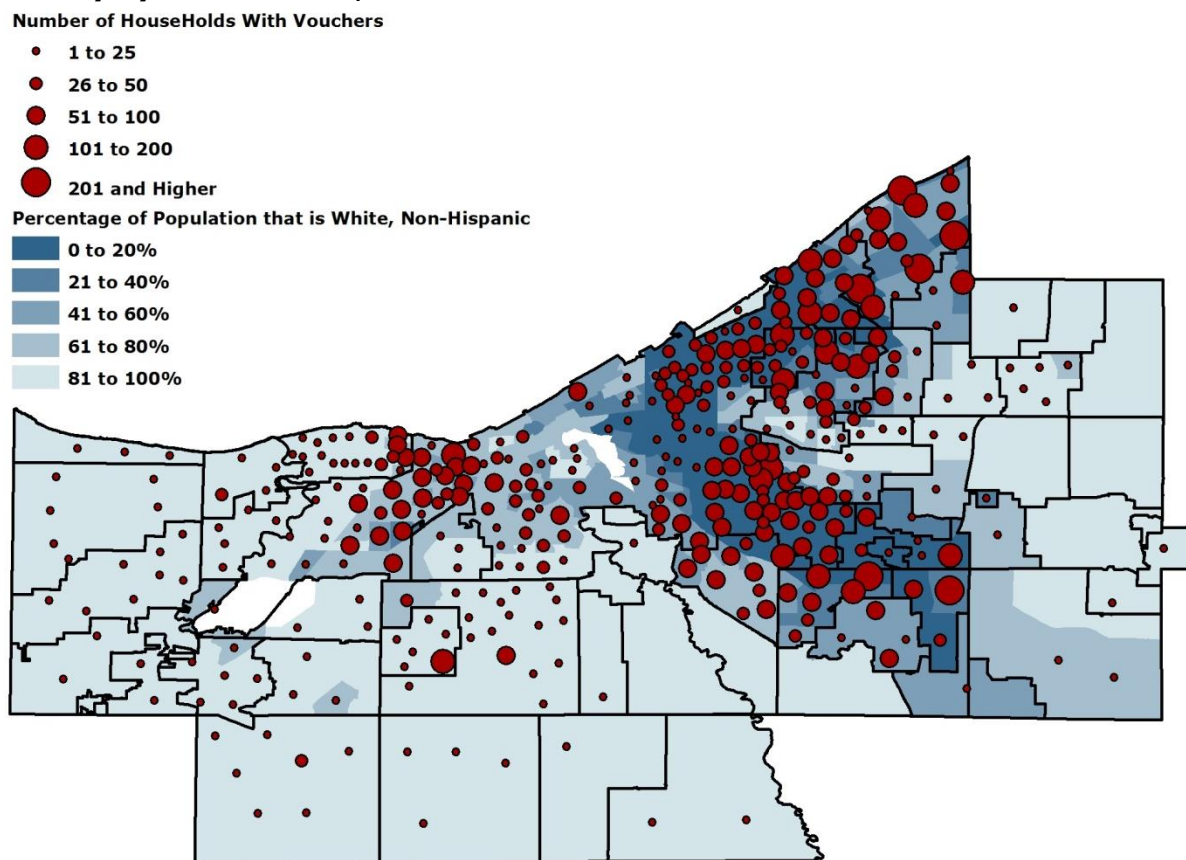 Number of HouseHolds With Vouchers
1 to 25
26 to 50
51 to 100
101 to 200
201 and Higher
Percentage of Population that is White, Non-Hispanic
0 to 20%
21 to 40%
41 to 60%
61 to 80%
81 to 100%